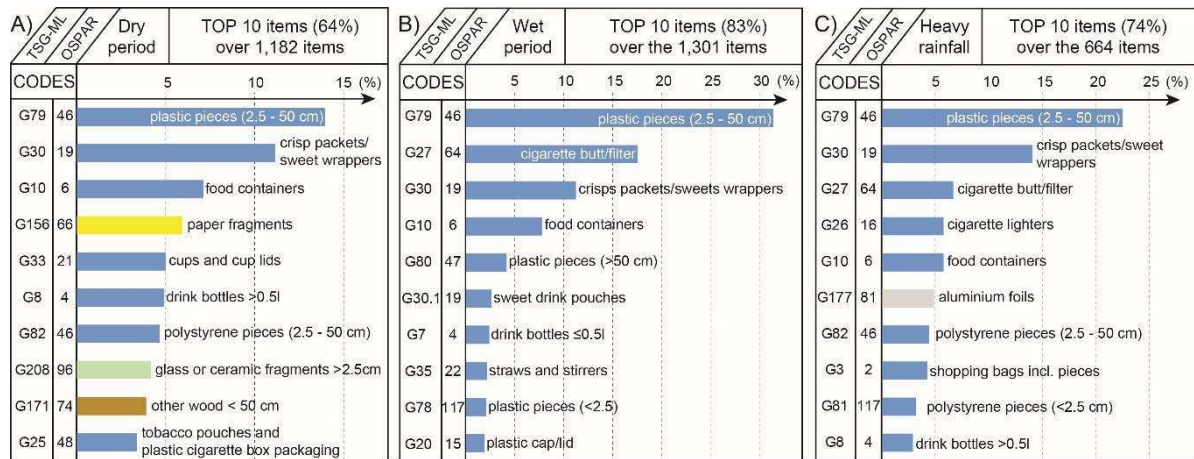 A)
TSG-ML
OSPAR
Dry
period
TOP 10 items (64%)
over 1,182 items
CODES
5
10
15
(%)
G79 46 plastic pieces (2.5 - 50 cm)
G30 19 crisp packets/
sweet wrappers
G10 6 food containers
G156 66 paper fragments
G33 21 cups and cup lids
G8 4 drink bottles >0.5l
G82 46 polystyrene pieces (2.5 - 50 cm)
G208 96 glass or ceramic fragments >2.5cm
G171 74 other wood < 50 cm
G25 48 tobacco pouches and
plastic cigarette box packaging
B)
TSG-ML
OSPAR
Wet
period
TOP 10 items (83%)
over the 1,301 items
CODES
5
10
15
20
25
30
(%)
G79 46 plastic pieces (2.5 - 50 cm)
G27 64 cigarette butt/filter
G30 19 crisps packets/sweets wrappers
G10 6 food containers
G80 47 plastic pieces (>50 cm)
G30.1 19 sweet drink pouches
G7 4 drink bottles ≤0.5l
G35 22 straws and stirrers
G78 117 plastic pieces (<2.5)
G20 15 plastic cap/lid
C)
TSG-ML
OSPAR
Heavy
rainfall
TOP 10 items (74%)
over the 664 items
CODES
5
10
15
20
25
(%)
G79 46 plastic pieces (2.5 - 50 cm)
G30 19 crisp packets/sweet
wrappers
G27 64 cigarette butt/filter
G26 16 cigarette lighters
G10 6 food containers
G177 81 aluminium foils
G82 46 polystyrene pieces (2.5 - 50 cm)
G3 2 shopping bags incl. pieces
G81 117 polystyrene pieces (<2.5 cm)
G8 4 drink bottles >0.5l